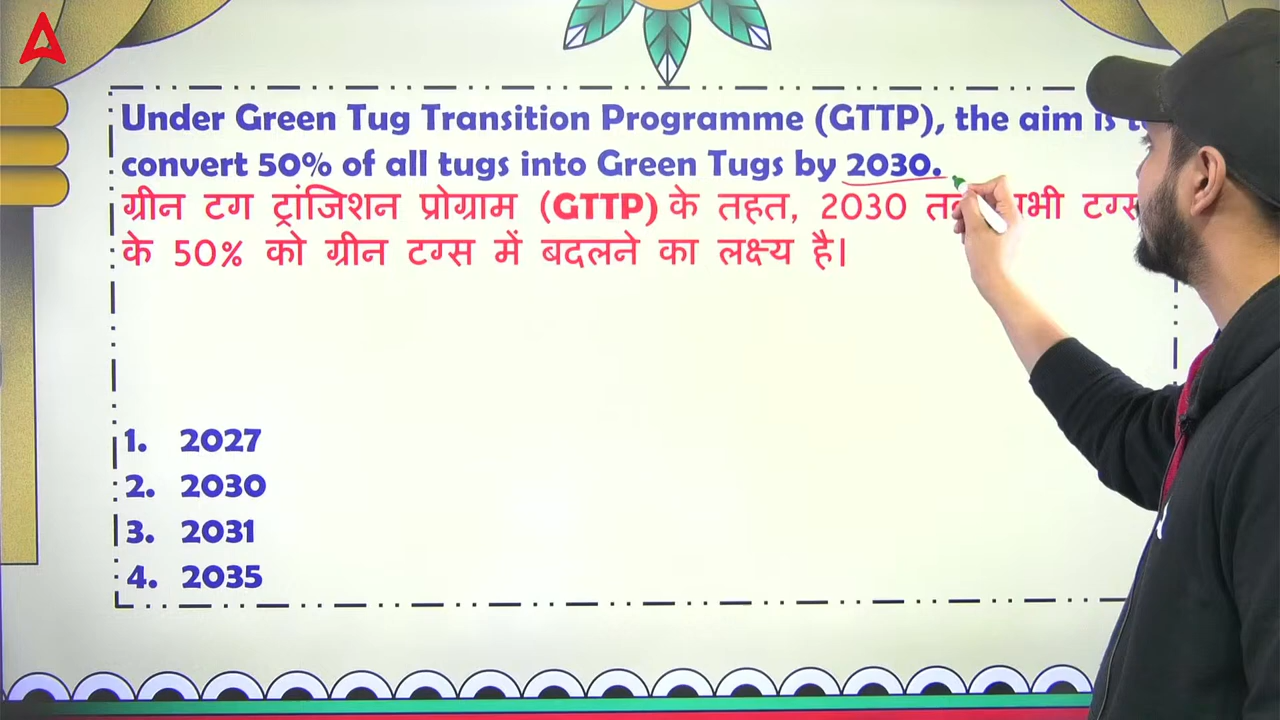 Under Green Tug Transition Programme (GTTP), the aim is
convert 50% of all tugs into Green Tugs by 2030.
ग्रीन टग ट्रांजिशन प्रोग्राम (GTTP) के तहत, 2030
के 50% को ग्रीन टग्स में बदलने का लक्ष्य है।
1. 2027
2. 2030
3. 2031
4. 2035